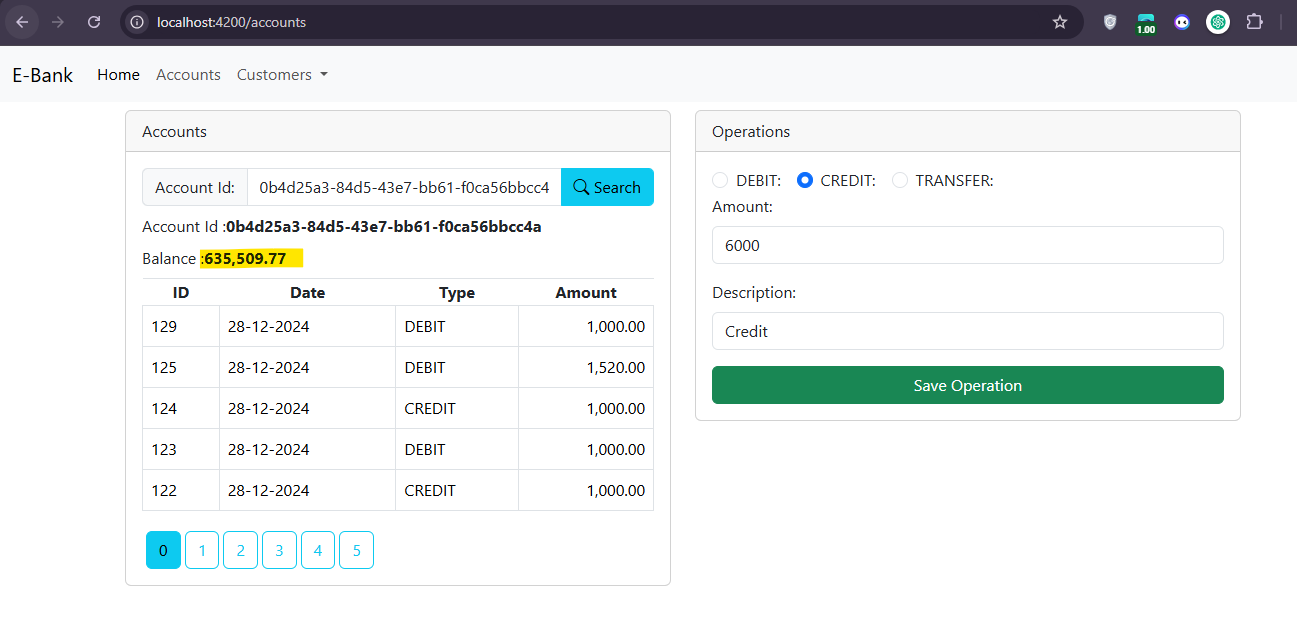 localhost:4200/accounts
1.00
E-Bank Home Accounts Customers
Accounts
Account Id: 0b4d25a3-84d5-43e7-bb61-f0ca56bbcc4 Search
Account Id :0b4d25a3-84d5-43e7-bb61-f0ca56bbcc4a
Balance :635,509.77
ID Date Type Amount
129 28-12-2024 DEBIT 1,000.00
125 28-12-2024 DEBIT 1,520.00
124 28-12-2024 CREDIT 1,000.00
123 28-12-2024 DEBIT 1,000.00
122 28-12-2024 CREDIT 1,000.00
0 1 2 3 4 5
Operations
DEBIT: CREDIT: TRANSFER:
Amount:
6000
Description:
Credit
Save Operation